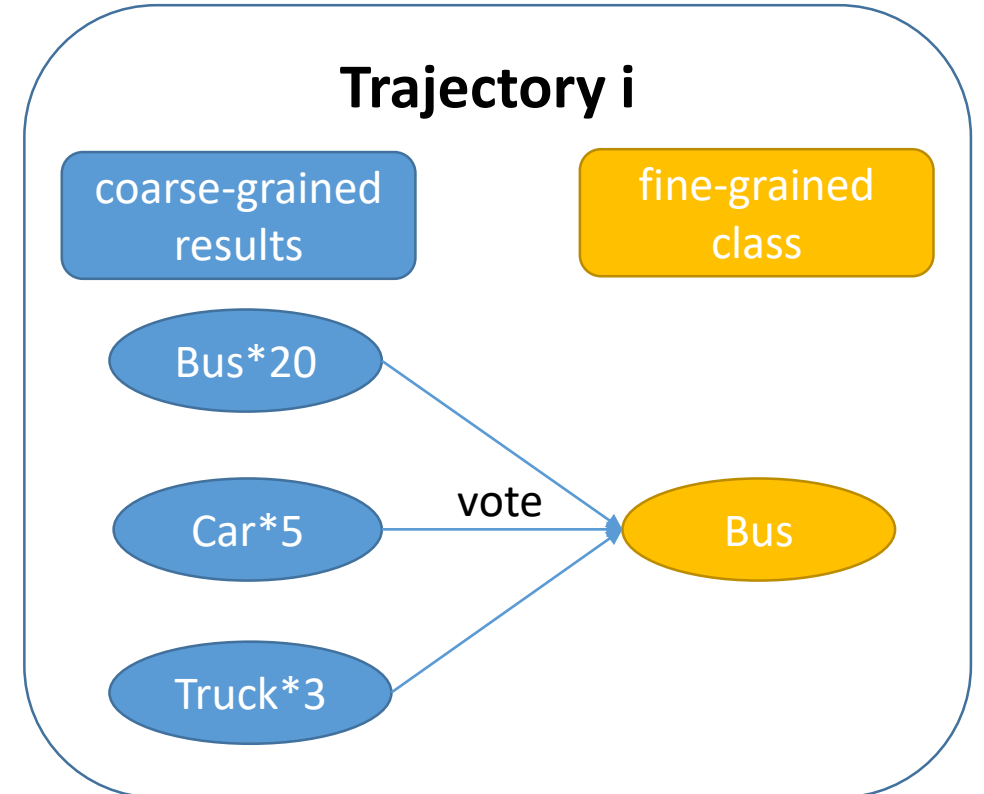 Trajectory i
coarse-grained
results
fine-grained
class
Bus*20
vote
Car*5
Bus
Truck*3